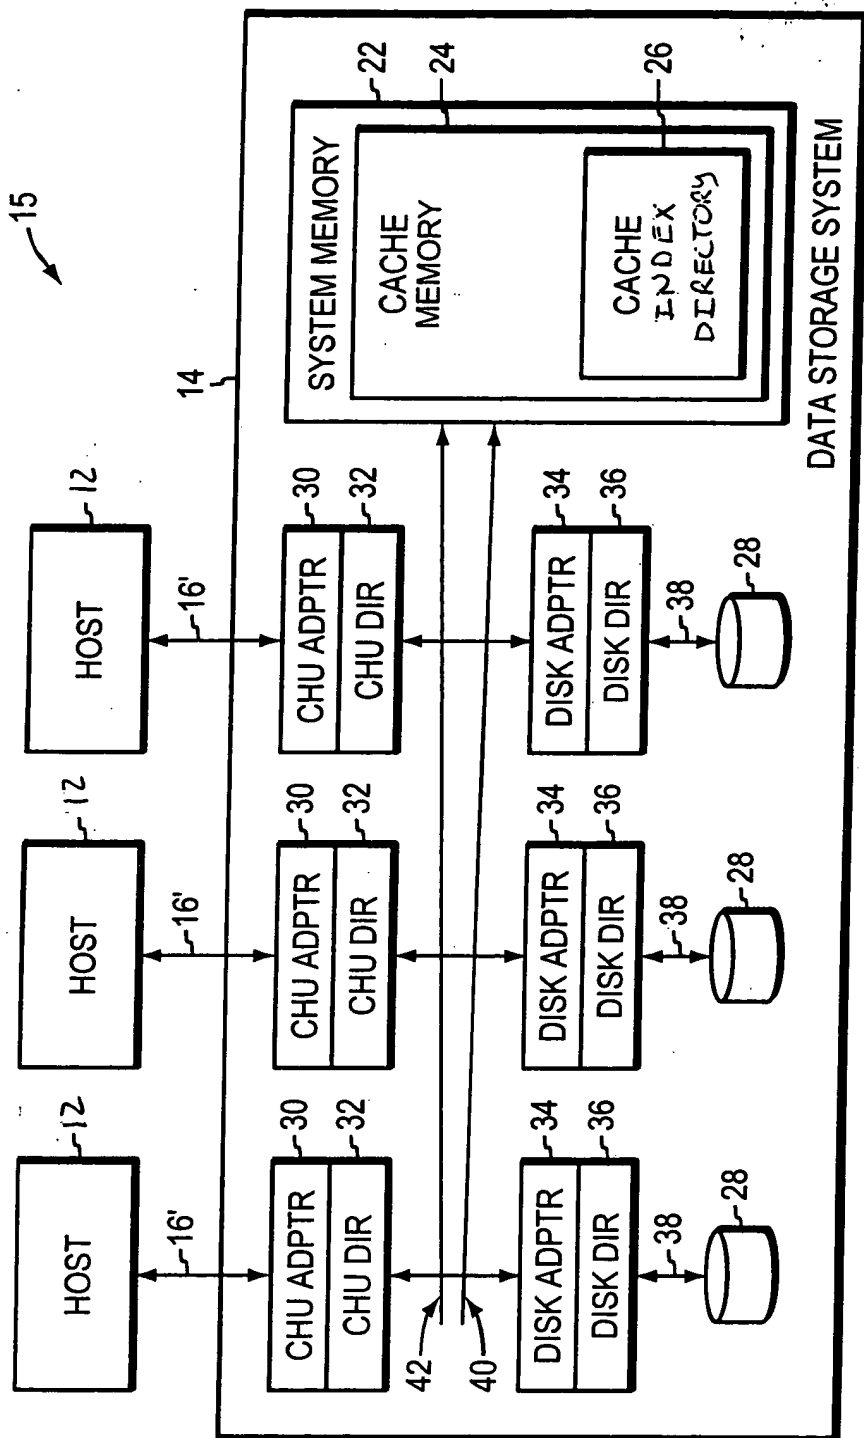 15
12
12
12
HOST
HOST
HOST
16'
16'
16'
14
CHU ADPTR
30
CHU DIR
32
CHU ADPTR
30
CHU DIR
32
CHU ADPTR
30
CHU DIR
32
SYSTEM MEMORY
22
CACHE
MEMORY
24
42
40
CACHE
INDEX
DIRECTORY
26
DISK ADPTR
34
DISK DIR
36
DISK ADPTR
34
DISK DIR
36
DISK ADPTR
34
DISK DIR
36
38
38
38
28
28
28
DATA STORAGE SYSTEM